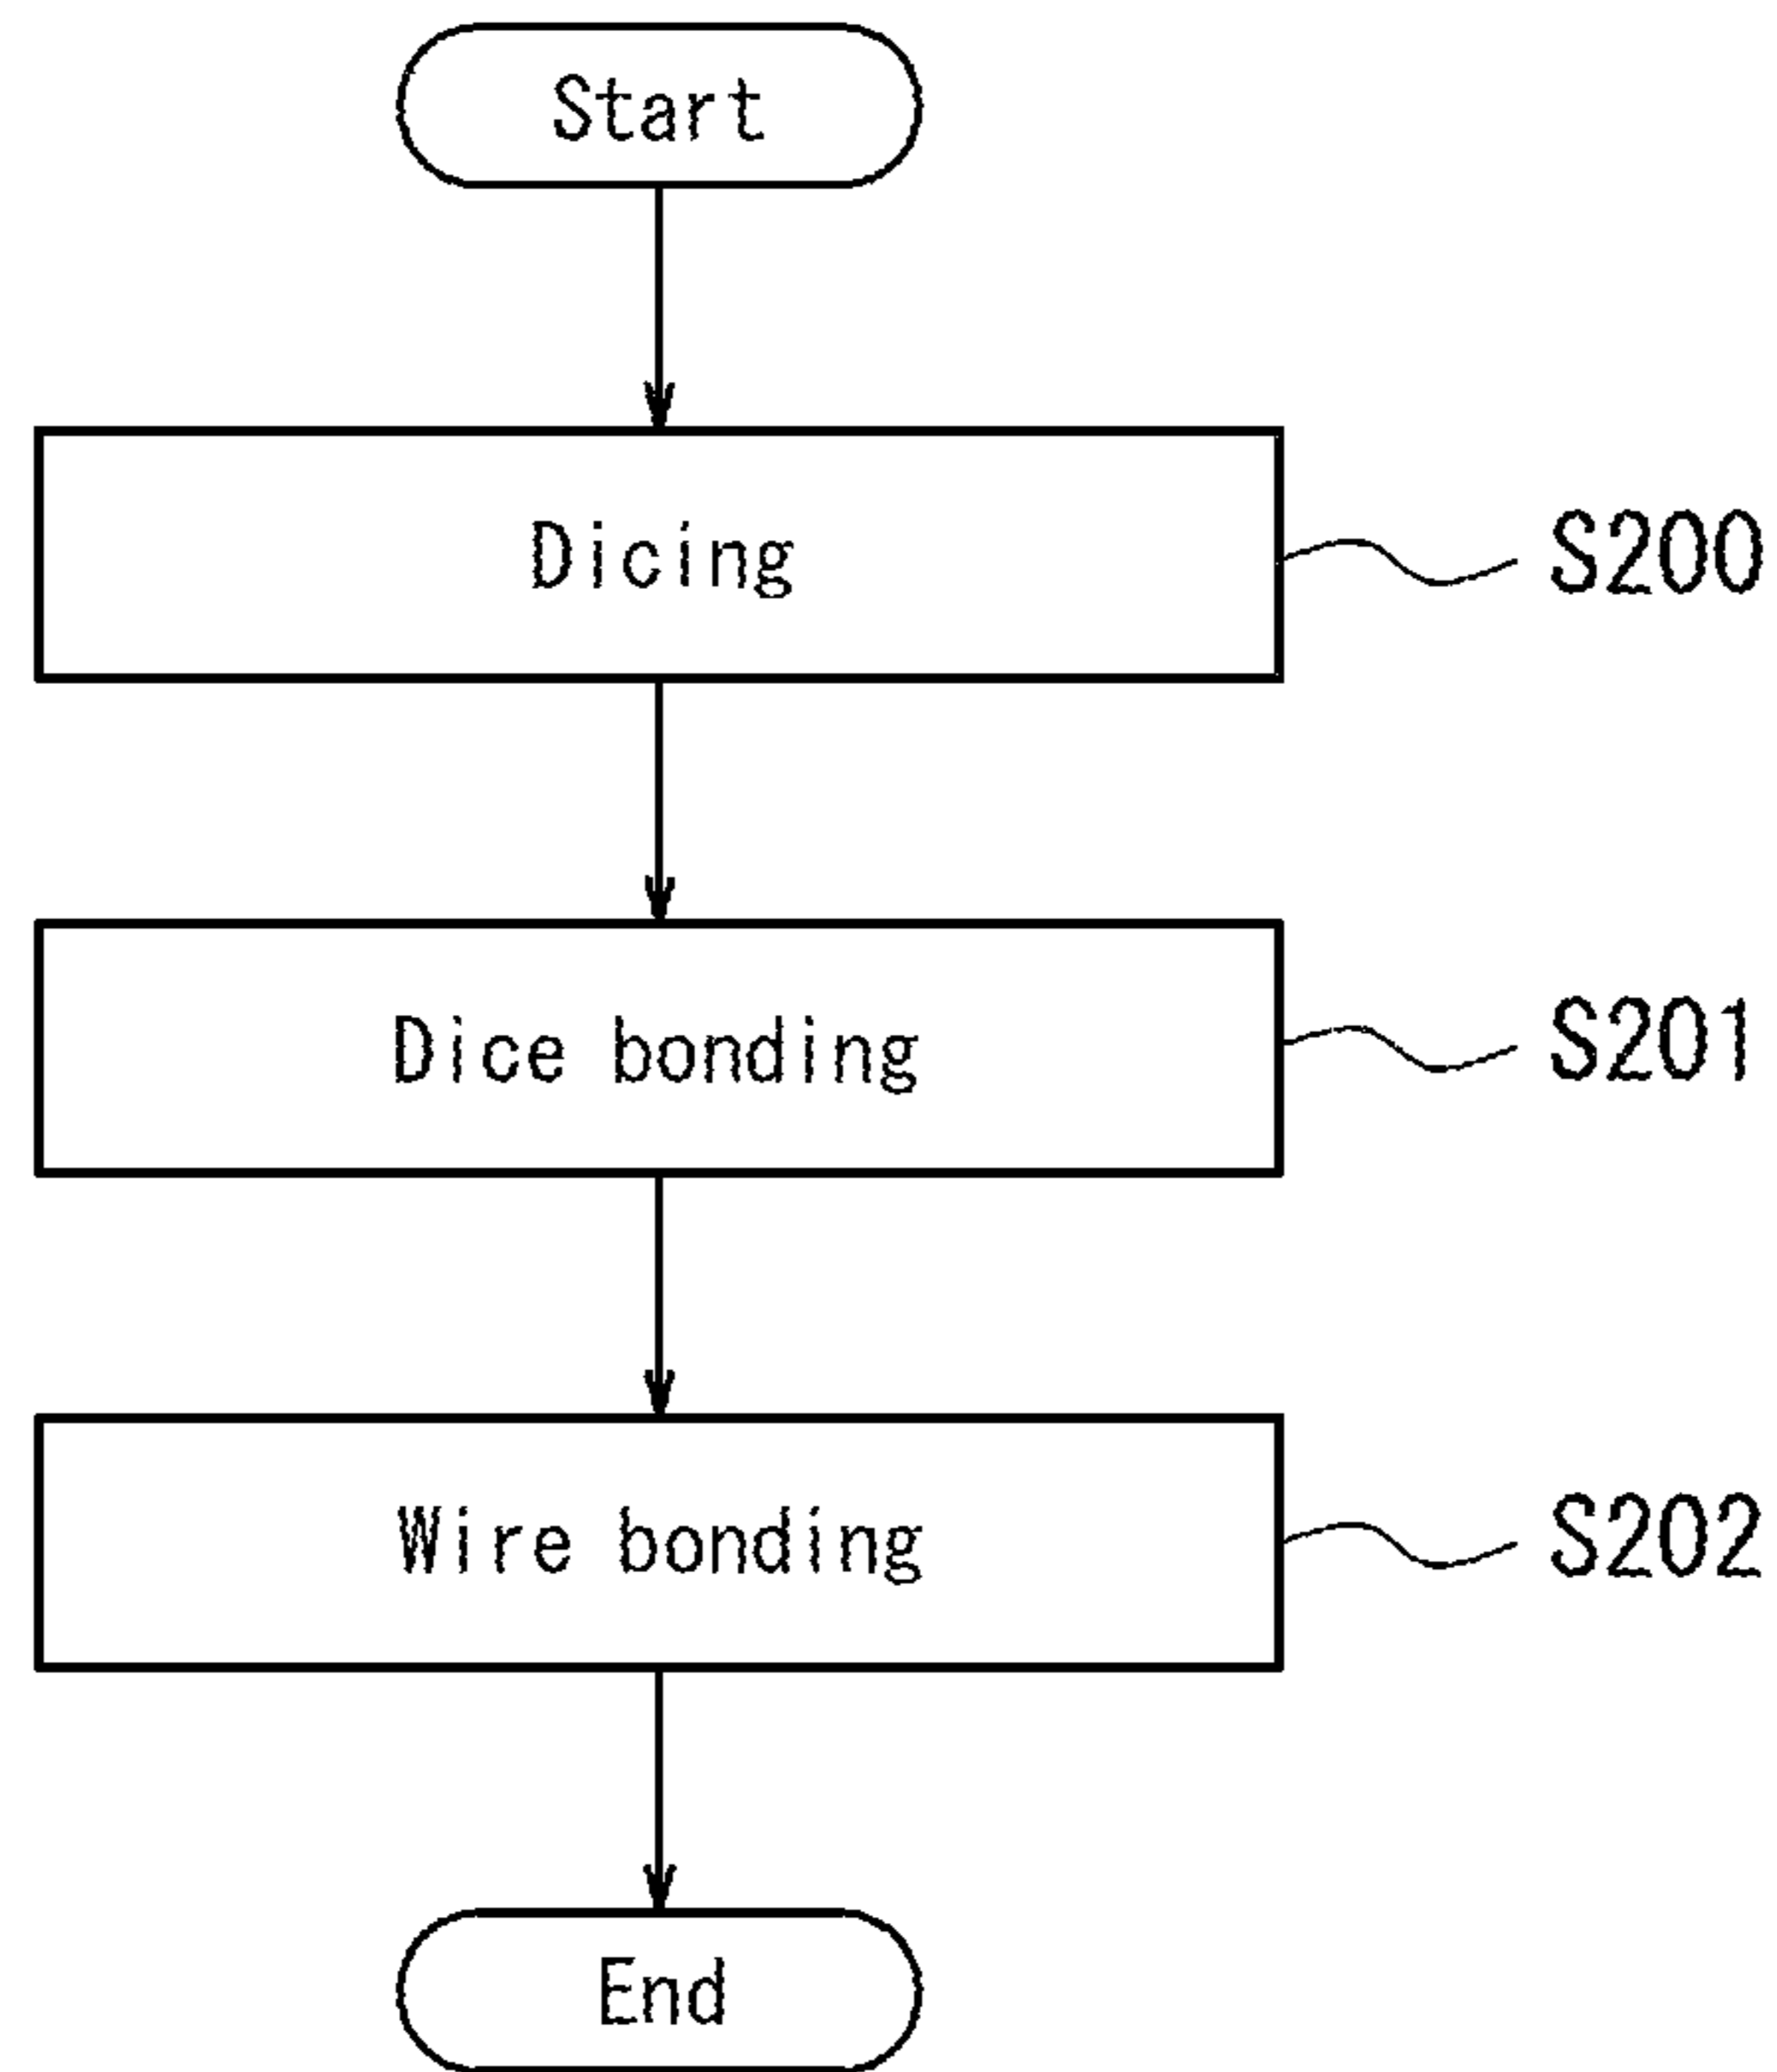 Start
Dicing
S200
Dice bonding
S201
Wire bonding
S202
End